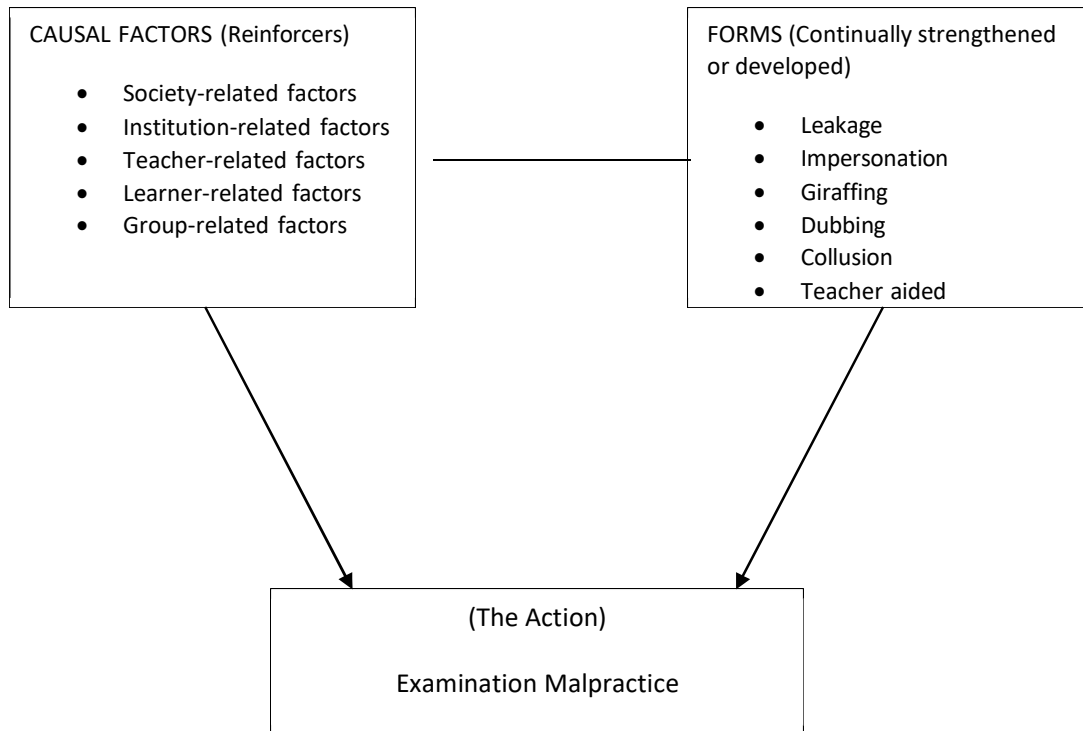 CAUSAL FACTORS (Reinforcers)
• Society-related factors
• Institution-related factors
• Teacher-related factors
• Learner-related factors
• Group-related factors
FORMS (Continually strengthened
or developed)
• Leakage
• Impersonation
• Giraffing
• Dubbing
• Collusion
• Teacher aided
(The Action)
Examination Malpractice